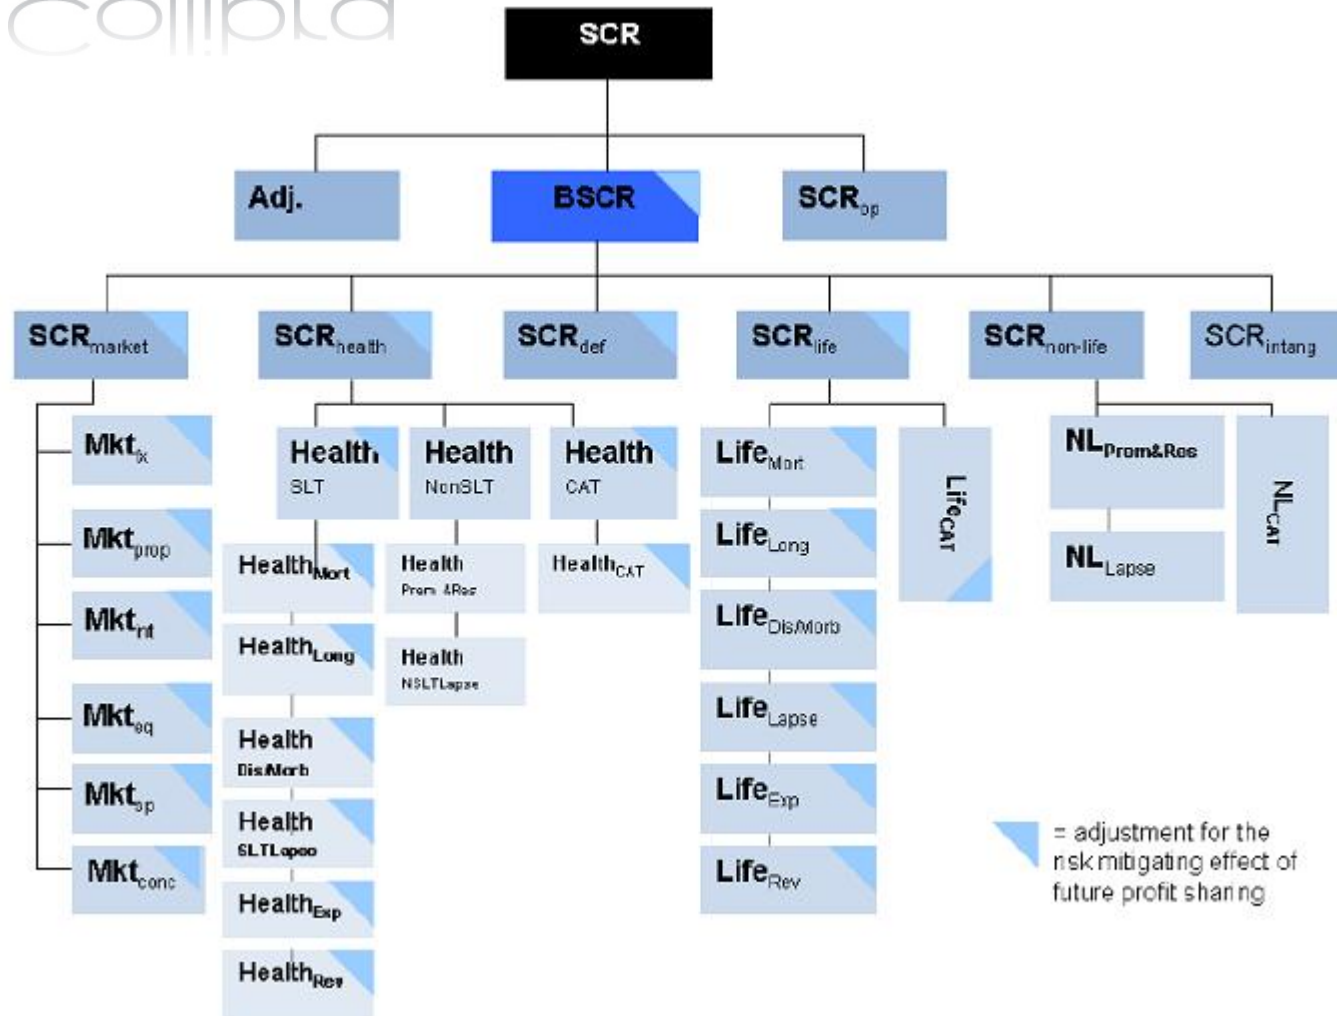 SCR
Adj.
BSCR
SCRop
SCRmarket
SCRhealth
SCRdef
SCRlife
SCRnon-life
SCRintang
Mktfx
Mktprop
Mktint
Mkteq
Mktsp
Mktconc
Health
SLT
Health
NonSLT
Health
CAT
HealthMort
HealthLong
Health
Dis/Morb
Health
SLTLapse
HealthExp
HealthRev
Health
Prem &Res
Health
NSLTLapse
HealthCAT
LifeMort
LifeLong
LifeDis/Morb
LifeLapse
LifeExp
LifeRev
LifeCAT
NLPrem&Res
NLLapse
NLCAT
= adjustment for the
risk mitigating effect of
future profit sharing